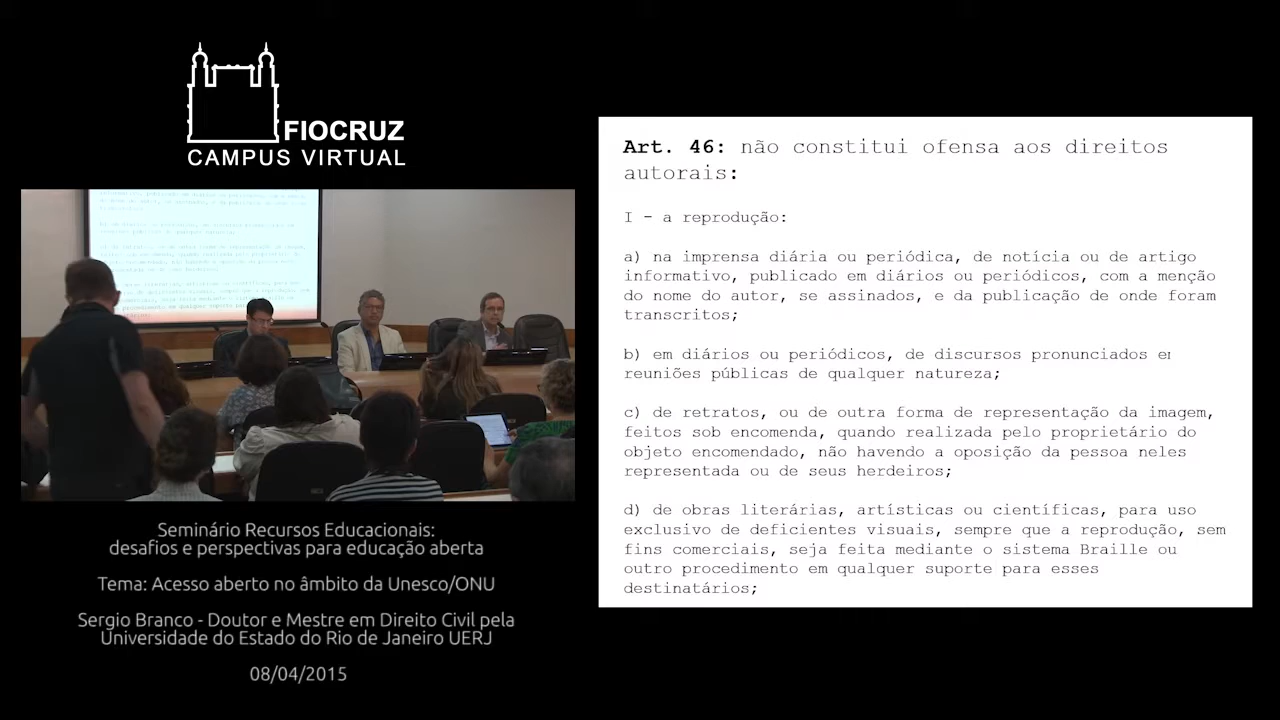 FIOCRUZ
CAMPUS VIRTUAL
Seminário Recursos Educacionais:
desafios e perspectivas para educação aberta
Tema: Acesso aberto no âmbito da Unesco/ONU
Sergio Branco - Doutor e Mestre em Direito Civil pela
Universidade do Estado do Rio de Janeiro UERJ
08/04/2015
Art. 46: não constitui ofensa aos direitos
autorais:
I - a reprodução:
a) na imprensa diária ou periódica, de notícia ou de artigo
informativo, publicado em diários ou periódicos, com a menção
do nome do autor, se assinados, e da publicação de onde foram
transcritos;
b) em diários ou periódicos, de discursos pronunciados e
reuniões públicas de qualquer natureza;
c) de retratos, ou de outra forma de representação da imagem,
feitos sob encomenda, quando realizada pelo proprietário do
objeto encomendado, não havendo a oposição da pessoa neles
representada ou de seus herdeiros;
d) de obras literárias, artísticas ou científicas, para uso
exclusivo de deficientes visuais, sempre que a reprodução, sem
fins comerciais, seja feita mediante o sistema Braille ou
outro procedimento em qualquer suporte para esses
destinatários;